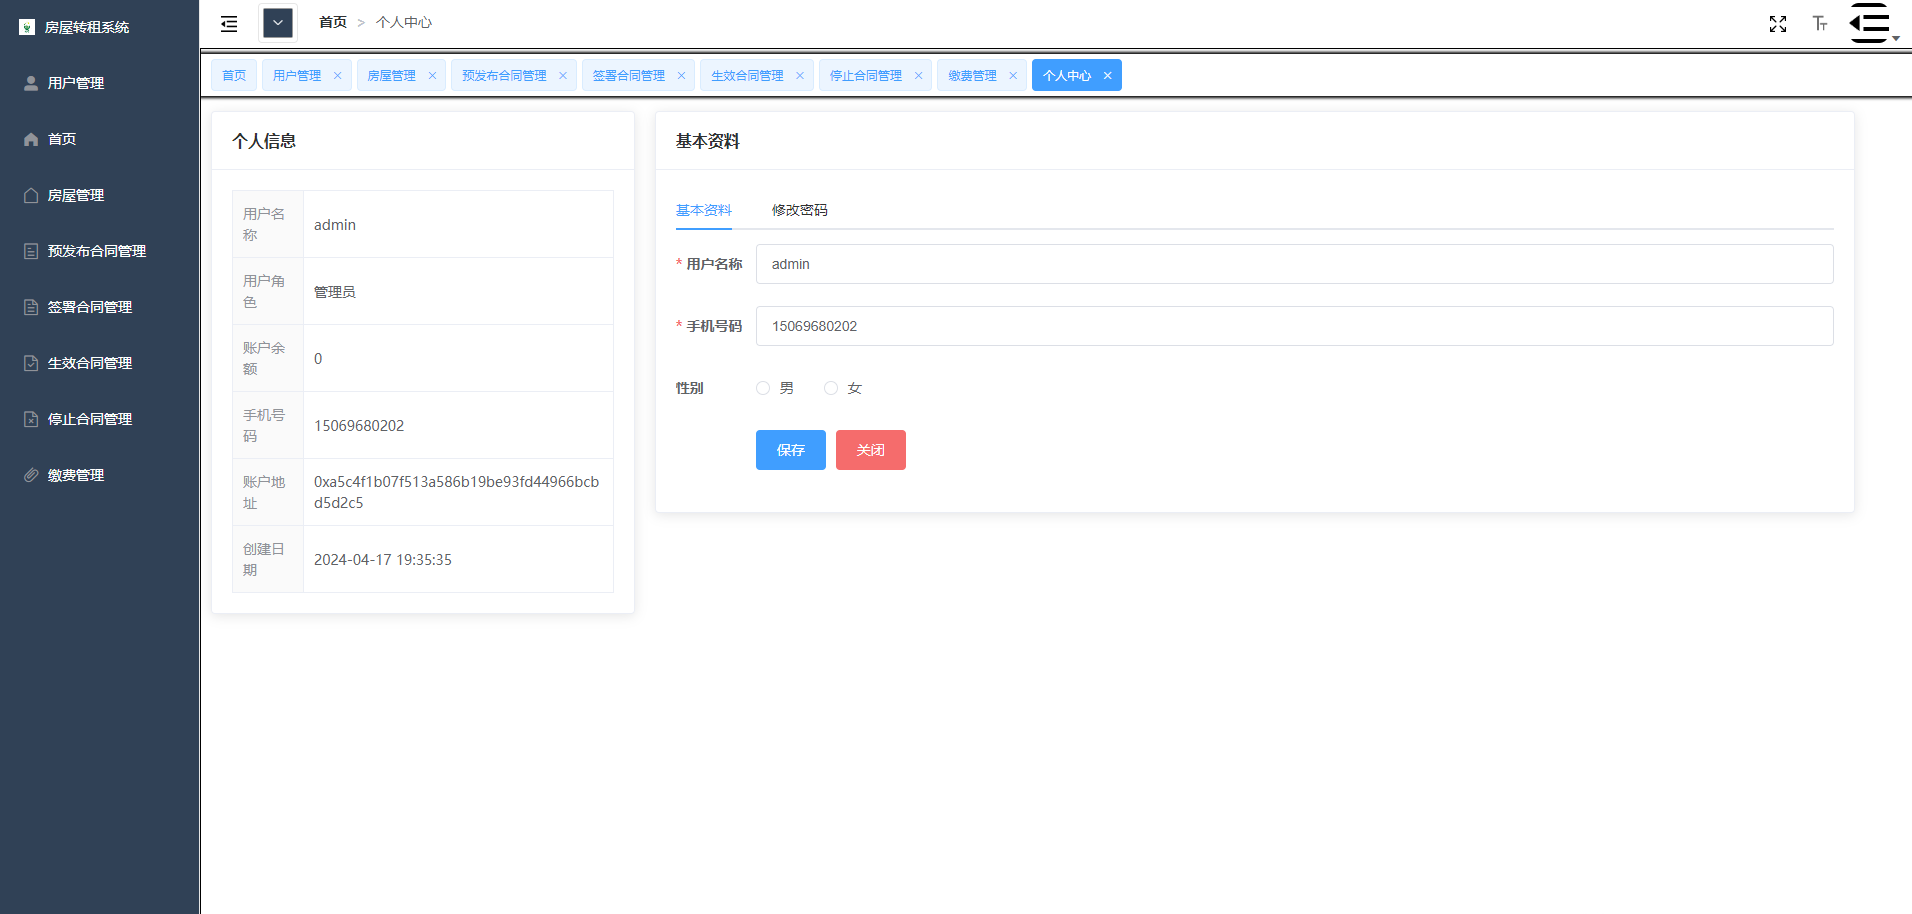 房屋转租系统
首页 > 个人中心
用户管理
首页
房屋管理
预发布合同管理
签署合同管理
生效合同管理
停止合同管理
缴费管理
首页 用户管理 × 房屋管理 × 预发布合同管理 × 签署合同管理 × 生效合同管理 × 停止合同管理 × 缴费管理 × 个人中心 ×
个人信息
用户名
称
admin
用户角
色
管理员
账户余
额
0
手机号
码
15069680202
账户地
址
0xa5c4f1b07f513a586b19be93fd44966bcb
d5d2c5
创建日
期
2024-04-17 19:35:35
基本资料
基本资料 修改密码
* 用户名称 admin
* 手机号码 15069680202
性别 男 女
保存 关闭